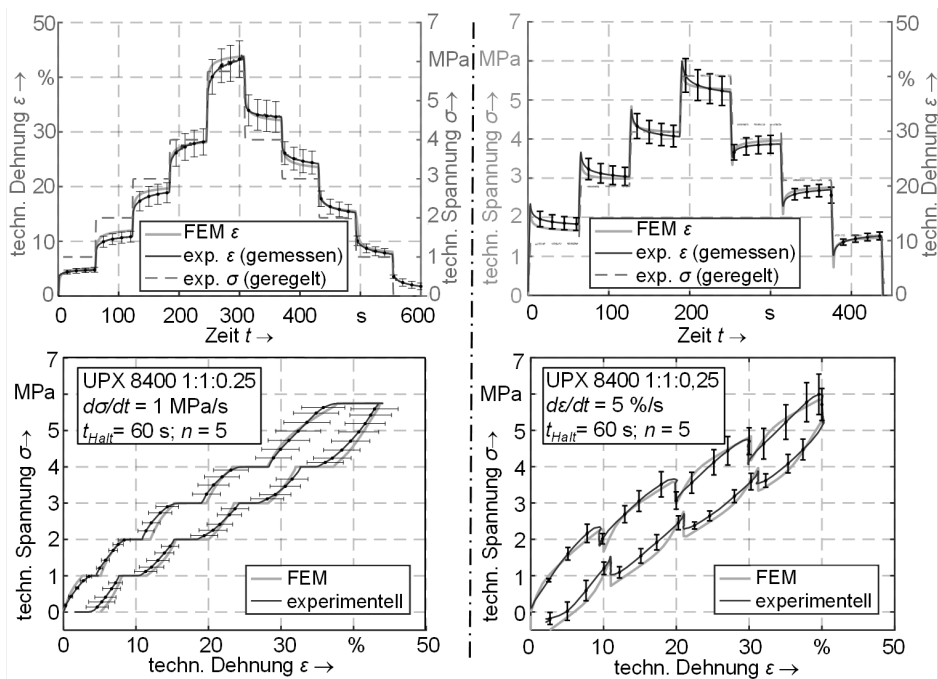 50
%
30
20
10
0
techn. Dehnung ε →
7
MPa
5
4
3
2
1
0
techn. Spannung σ→
FEM ε
exp. ε (gemessen)
exp. σ (geregelt)
0 100 200 300 400 s 600
Zeit t →
7
MPa
5
4
3
2
1
0
techn. Spannung σ→
50
%
30
20
10
0
techn. Dehnung ε →
FEM ε
exp. ε (gemessen)
exp. σ (geregelt)
0 100 200 s 400
Zeit t →
7
MPa
5
4
3
2
1
0
techn. Spannung σ→
UPX 8400 1:1:0.25
dσ/dt = 1 MPa/s
tHalt= 60 s; n = 5
FEM
experimentell
0 10 20 30 % 50
techn. Dehnung ε →
7
MPa
5
4
3
2
1
0
techn. Spannung σ→
UPX 8400 1:1:0,25
dε/dt = 5 %/s
tHalt= 60 s; n = 5
FEM
experimentell
0 10 20 30 % 50
techn. Dehnung ε →